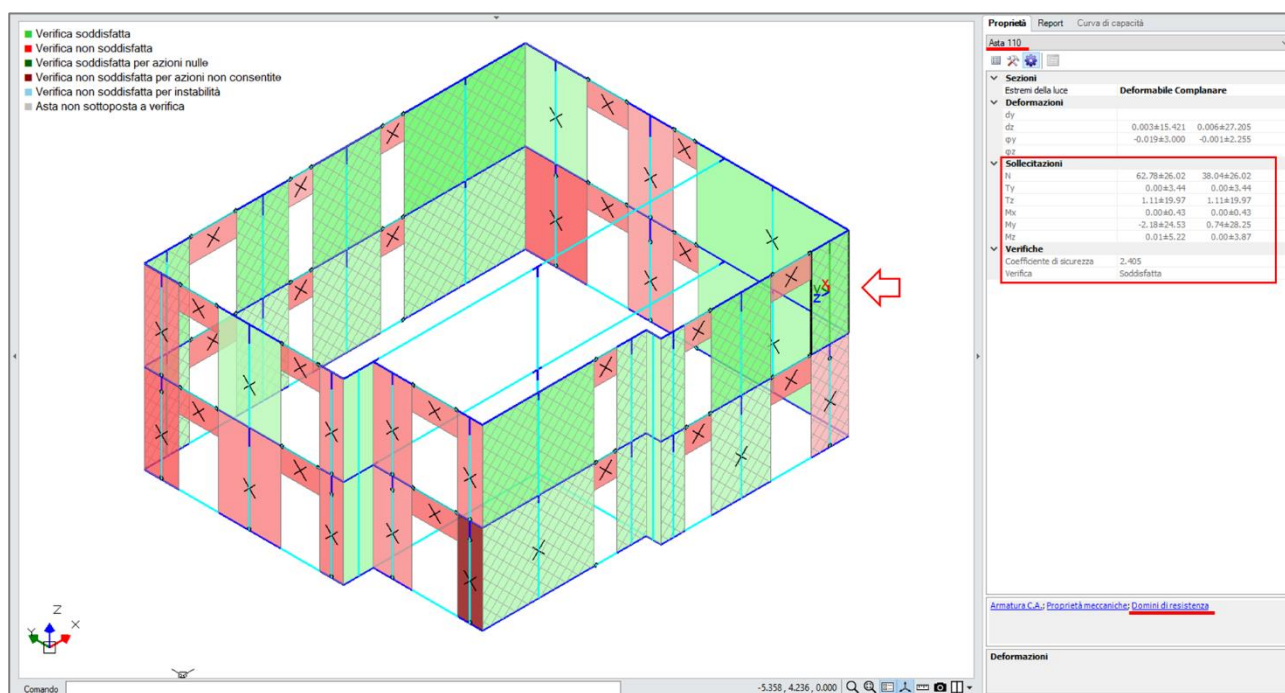 Verifica soddisfatta
Verifica non soddisfatta
Verifica soddisfatta per azioni nulle
Verifica non soddisfatta per azioni non consentite
Verifica non soddisfatta per instabilità
Asta non sottoposta a verifica
Z
Y
X
Comando
-5.358, 4.236, 0.000
Proprietà Report Curva di capacità
Asta 110
Sezioni
Estremi della luce Deformabile Complanare
Deformazioni
dy
dz 0.003±15.421 0.006±27.205
φy -0.019±3.000 -0.001±2.255
φz
Sollecitazioni
N 62.78±26.02 38.04±26.02
Ty 0.00±3.44 0.00±3.44
Tz 1.11±19.97 1.11±19.97
Mx 0.00±0.43 0.00±0.43
My -2.18±24.53 0.74±28.25
Mz 0.01±5.22 0.00±3.87
Verifiche
Coefficiente di sicurezza 2.405
Verifica Soddisfatta
Armatura C.A.; Proprietà meccaniche; Domini di resistenza
Deformazioni